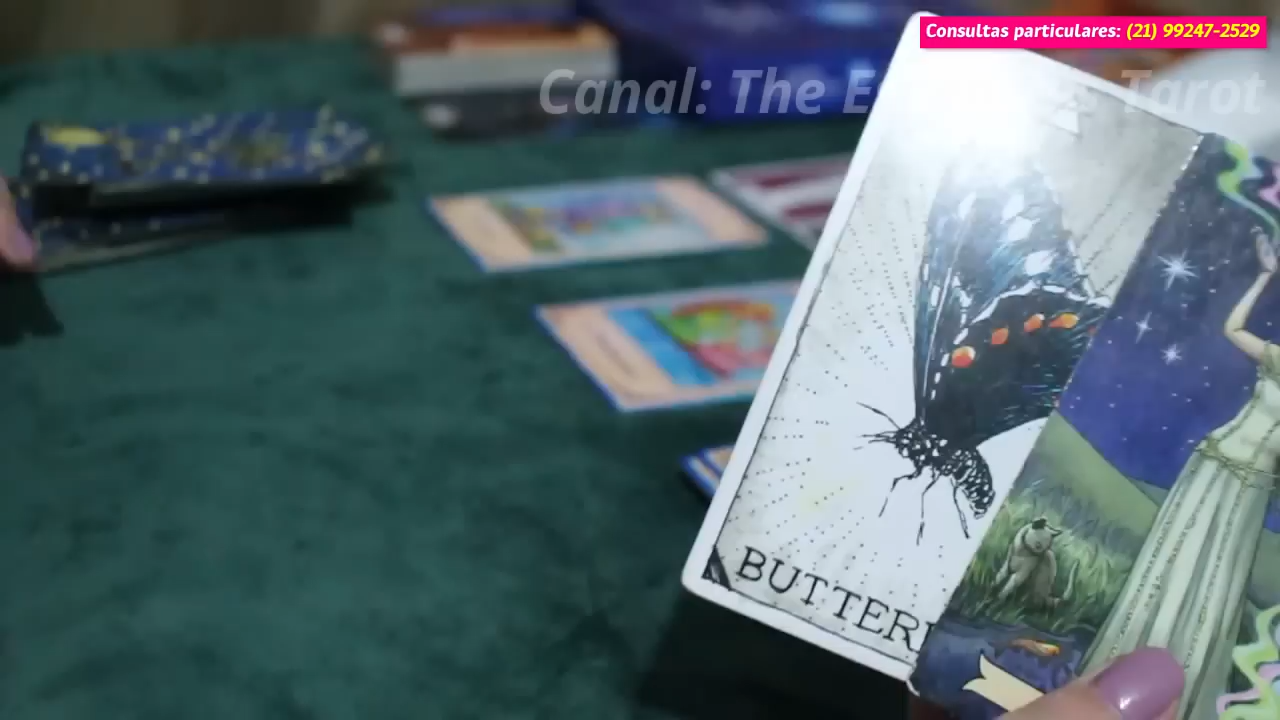 Consultas particulares: (21) 99247-2529
Canal: The Tarot
BUTTERF